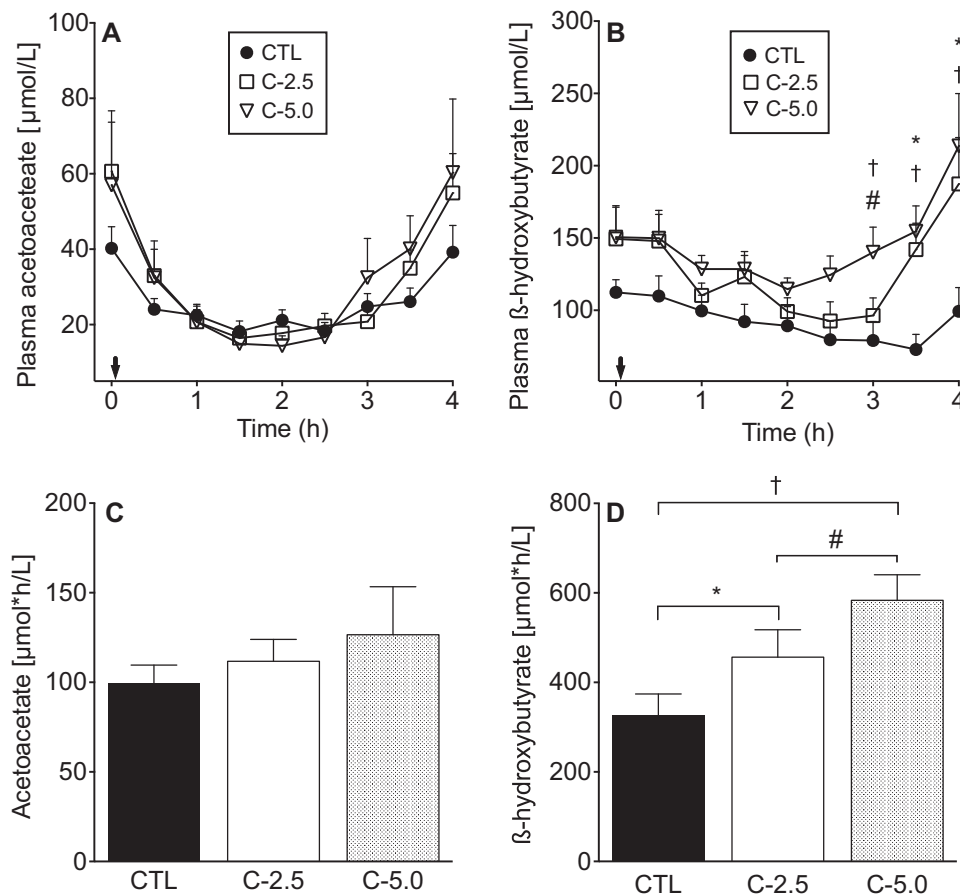 A
Plasma acetoaceteate [µmol/L]
100
80
60
40
20
CTL
C-2.5
C-5.0
0 1 2 3 4
Time (h)
B
Plasma ß-hydroxybutyrate [µmol/L]
300
250
200
150
100
CTL
C-2.5
C-5.0
†
#
*
†
*
†
0 1 2 3 4
Time (h)
C
Acetoacetate [µmol*h/L]
200
150
100
50
0
CTL C-2.5 C-5.0
D
ß-hydroxybutyrate [µmol*h/L]
800
600
400
200
0
†
#
*
CTL C-2.5 C-5.0